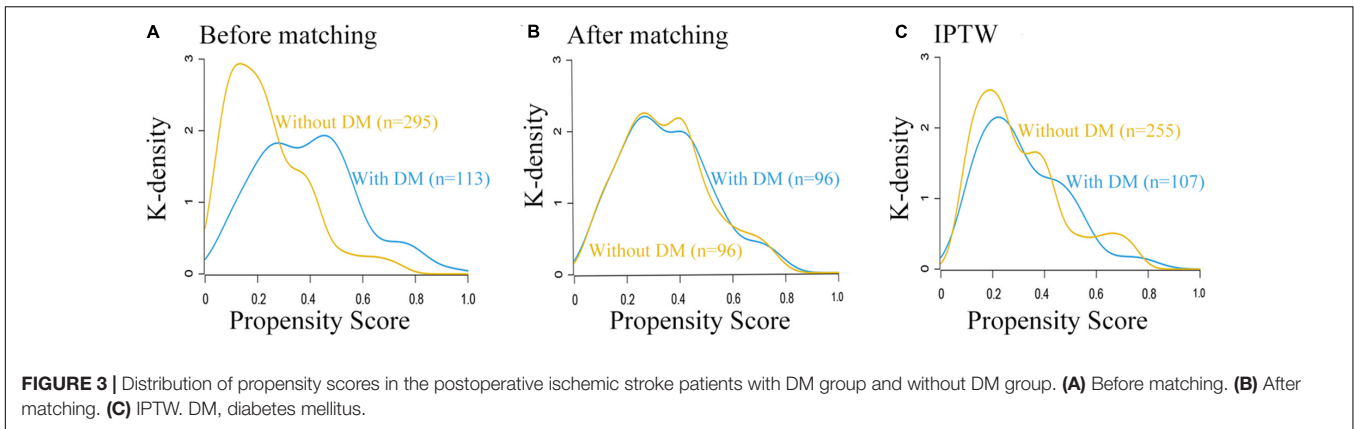 A Before matching
K-density
3
2
1
0
Without DM (n=295)
With DM (n=113)
0 0.2 0.4 0.6 0.8 1.0
Propensity Score
B After matching
K-density
3
2
1
0
With DM (n=96)
Without DM (n=96)
0 0.2 0.4 0.6 0.8 1.0
Propensity Score
C IPTW
K-density
3
2
1
0
Without DM (n=255)
With DM (n=107)
0 0.2 0.4 0.6 0.8 1.0
Propensity Score
FIGURE 3 | Distribution of propensity scores in the postoperative ischemic stroke patients with DM group and without DM group. (A) Before matching. (B) After
matching. (C) IPTW. DM, diabetes mellitus.